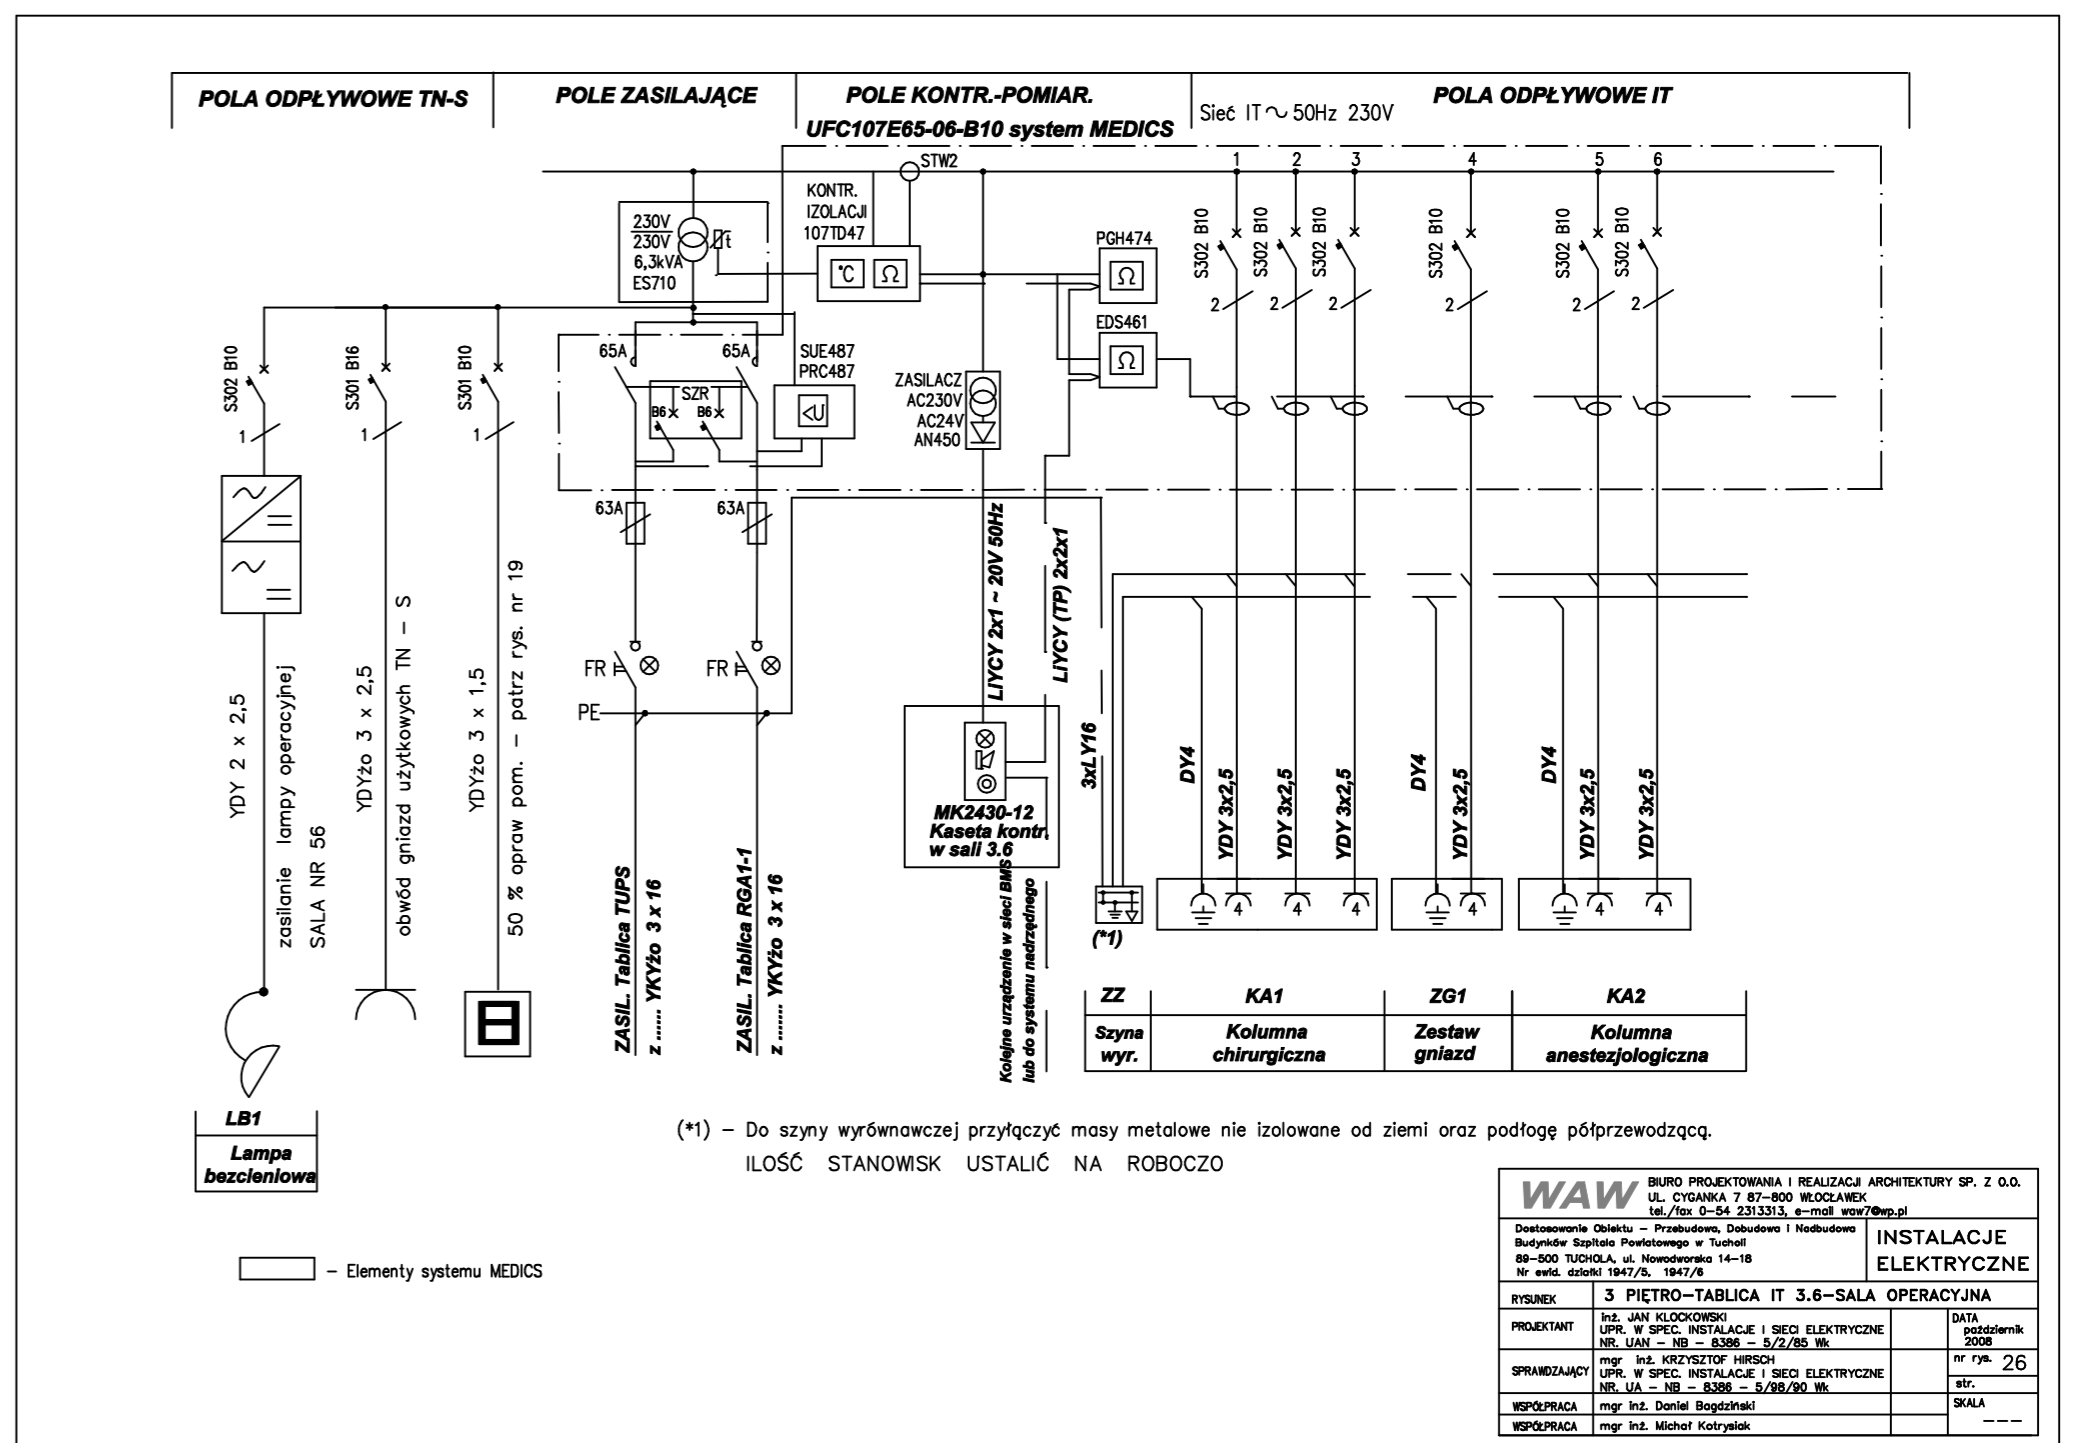 POLA ODPŁYWOWE TN-S
POLE ZASILAJĄCE
POLE KONTR.-POMIAR.
UFC107E65-06-B10 system MEDICS
POLA ODPŁYWOWE IT
Sieć IT ~ 50Hz 230V
STW2
1 2 3 4 5 6
KONTR.
IZOLACJI
107TD47
230V
230V
6,3kVA
ES710
t
°C Ω
PGH474
Ω
EDS461
Ω
S302 B10
S302 B10
S302 B10
S302 B10
S302 B10
S302 B10
2 2 2 2 2 2
S302 B10
S301 B16
S301 B10
1 1 1
65A
65A
SZR
B6
B6
SUE487
PRC487
<U
ZASILACZ
AC230V
AC24V
AN450
63A
63A
FR
FR
PE
YDY 2 x 2,5
zasilanie lampy operacyjnej
SALA NR 56
YDYżo 3 x 2,5
obwód gniazd użytkowych TN – S
YDYżo 3 x 1,5
50 % opraw pom. – patrz rys. nr 19
ZASIL. Tablica TUPS
z ....... YKYżo 3 x 16
ZASIL. Tablica RGA1-1
z ....... YKYżo 3 x 16
LIYCY 2x1 ~ 20V 50Hz
LiYCY (TP) 2x2x1
MK2430-12
Kaseta kontr.
w sali 3.6
Kolejne urządzenie w sieci BMS
lub do systemu nadrzędnego
3xLY16
DY4
YDY 3x2,5
YDY 3x2,5
YDY 3x2,5
DY4
YDY 3x2,5
DY4
YDY 3x2,5
YDY 3x2,5
4 4 4 4 4 4
(*1)
ZZ
Szyna
wyr.
KA1
Kolumna
chirurgiczna
ZG1
Zestaw
gniazd
KA2
Kolumna
anestezjologiczna
LB1
Lampa
bezcieniowa
(*1) – Do szyny wyrównawczej przyłączyć masy metalowe nie izolowane od ziemi oraz podłogę półprzewodzącą.
ILOŚĆ STANOWISK USTALIĆ NA ROBOCZO
– Elementy systemu MEDICS
WAW
BIURO PROJEKTOWANIA I REALIZACJI ARCHITEKTURY SP. Z O.O.
UL. CYGANKA 7 87-800 WŁOCŁAWEK
tel./fax 0-54 2313313, e-mail waw7@wp.pl
Dostosowanie Obiektu – Przebudowa, Dobudowa i Nadbudowa
Budynków Szpitala Powiatowego w Tucholi
89-500 TUCHOLA, ul. Nowodworska 14-18
Nr ewid. działki 1947/5, 1947/6
INSTALACJE
ELEKTRYCZNE
RYSUNEK
3 PIĘTRO-TABLICA IT 3.6-SALA OPERACYJNA
PROJEKTANT
inż. JAN KLOCKOWSKI
UPR. W SPEC. INSTALACJE I SIECI ELEKTRYCZNE
NR. UAN – NB – 8386 – 5/2/85 Wk
DATA
październik
2008
SPRAWDZAJĄCY
mgr inż. KRZYSZTOF HIRSCH
UPR. W SPEC. INSTALACJE I SIECI ELEKTRYCZNE
NR. UA – NB – 8386 – 5/98/90 Wk
nr rys. 26
str.
WSPÓŁPRACA
mgr inż. Daniel Bagdziński
SKALA
– – –
WSPÓŁPRACA
mgr inż. Michał Kotrysiak